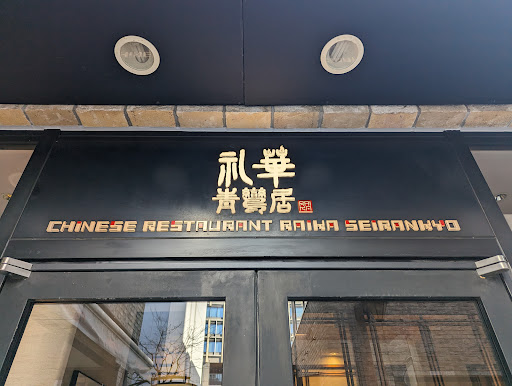 礼華
青鸞居
CHINESE RESTAURANT RAIKA SEIRANKYO